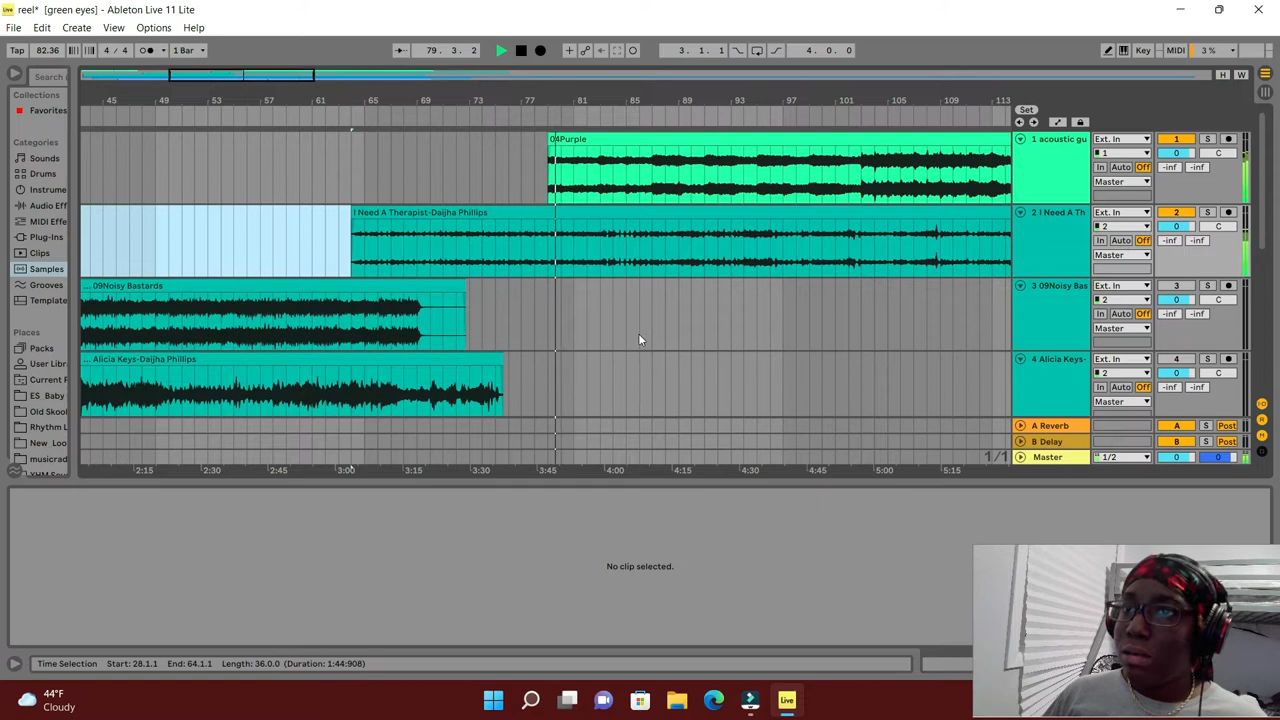 reel* [green eyes] - Ableton Live 11 Lite
File Edit Create View Options Help
Tap 82.36 4 / 4 1 Bar 79. 3. 2 3. 1. 1 4. 0. 0 Key MIDI 3 %
Search H W
Collections
Favorites
Categories
Sounds
Drums
Instrume
Audio Ef
MIDI Effe
Plug-Ins
Clips
Samples
Grooves
Template
Places
Packs
User Lib
Current P
ES Baby
Old Skool
Rhythm L
New Loo
musicrad
45 49 53 57 61 65 69 73 77 81 85 89 93 97 101 105 109 113
Set
04Purple
1 acoustic gu Ext. In 1 S
1 0 C
In Auto Off -inf -inf
Master
I Need A Therapist-Daijha Phillips
2 I Need A Th Ext. In 2 S
2 0 C
In Auto Off -inf -inf
Master
... 09Noisy Bastards
3 09Noisy Bas Ext. In 3 S
2 0 C
In Auto Off -inf -inf
Master
... Alicia Keys-Daijha Phillips
4 Alicia Keys- Ext. In 4 S
2 0 C
In Auto Off -inf -inf
Master
A Reverb A S Post
B Delay B S Post
1/1 Master 1/2 0 0
2:15 2:30 2:45 3:00 3:15 3:30 3:45 4:00 4:15 4:30 4:45 5:00 5:15
No clip selected.
Time Selection Start: 28.1.1 End: 64.1.1 Length: 36.0.0 (Duration: 1:44:908)
44°F
Cloudy
Live